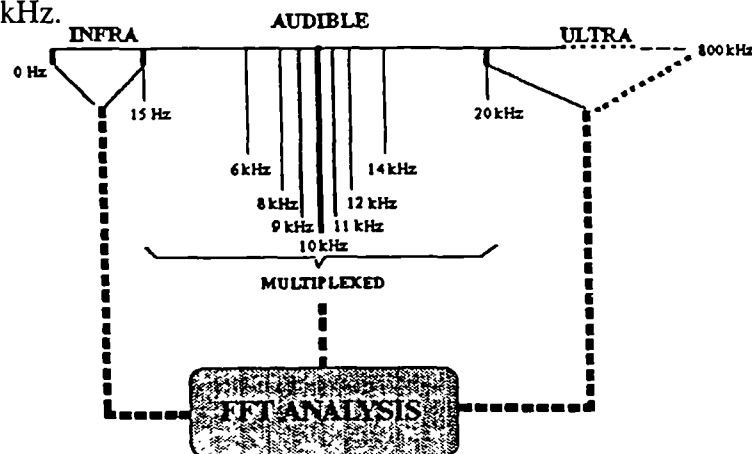 kHz.
AUDIBLE
INFRA
ULTRA
0 Hz
800 kHz
15 Hz
20 kHz
6 kHz
14 kHz
8 kHz
12 kHz
9 kHz
11 kHz
10 kHz
MULTIPLEXED
FFT ANALYSIS